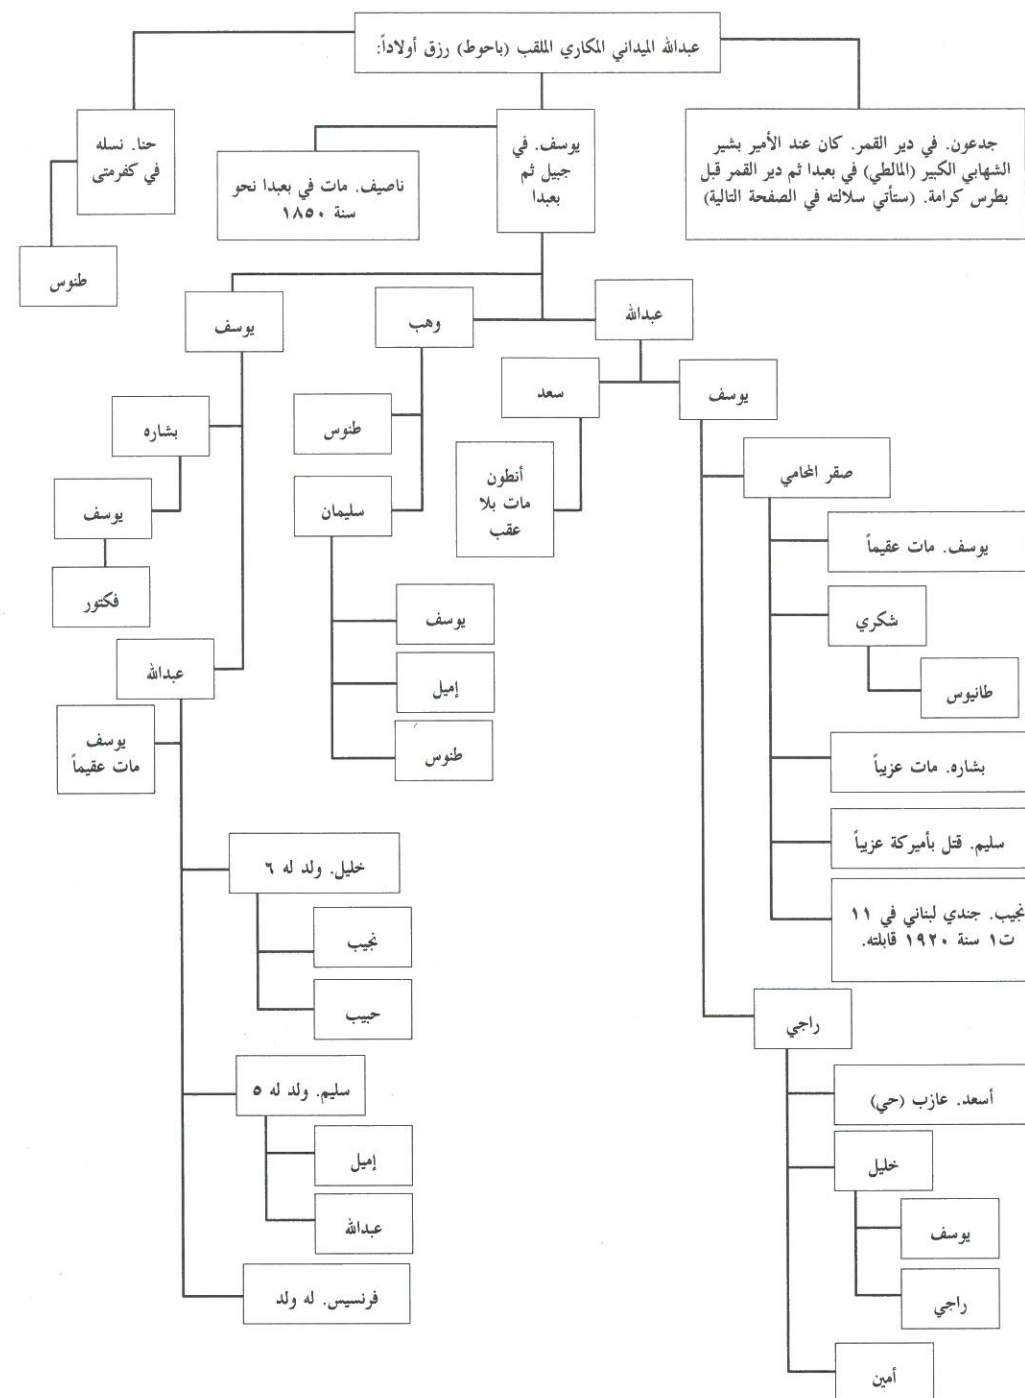 عبدالله الميداني المكاري الملقب (باحوط) رزق أولاداً:
جدعون. في دير القمر. كان عند الأمير بشير
الشهابي الكبير (المالطي) في بعبدا ثم دير القمر قبل
بطرس كرامة. (ستأتي سلالته في الصفحة التالية)
يوسف. في
جبيل ثم
بعبدا
ناصيف. مات في بعبدا نحو
سنة ١٨٥٠
حنا. نسله
في كفرمتى
طنوس
عبدالله
وهب
يوسف
يوسف
سعد
أنطون
مات بلا
عقب
صقر المحامي
يوسف. مات عقيماً
شكري
طانيوس
بشاره. مات عزيباً
سليم. قتل بأميركة عزيباً
نجيب. جندي لبناني في ١١
ت١ سنة ١٩٢٠ قابلته.
راجي
أسعد. عازب (حي)
خليل
يوسف
راجي
أمين
طنوس
سليمان
يوسف
إميل
طنوس
بشاره
يوسف
فكتور
عبدالله
يوسف
مات عقيماً
خليل. ولد له ٦
نجيب
حبيب
سليم. ولد له ٥
إميل
عبدالله
فرنسيس. له ولد